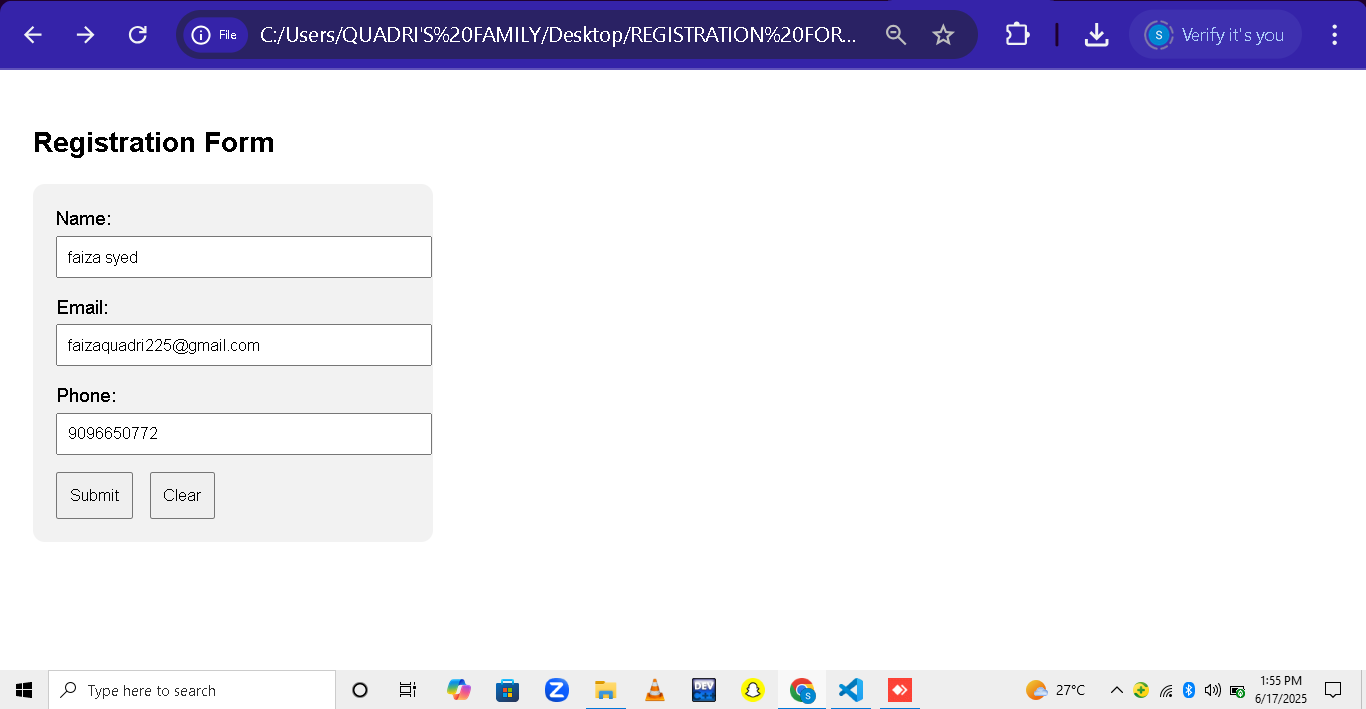 File C:/Users/QUADRI'S%20FAMILY/Desktop/REGISTRATION%20FOR... S Verify it's you
Registration Form
Name:
faiza syed
Email:
faizaquadri225@gmail.com
Phone:
9096650772
Submit Clear
Type here to search Z DEV S 27°C 1:55 PM
6/17/2025